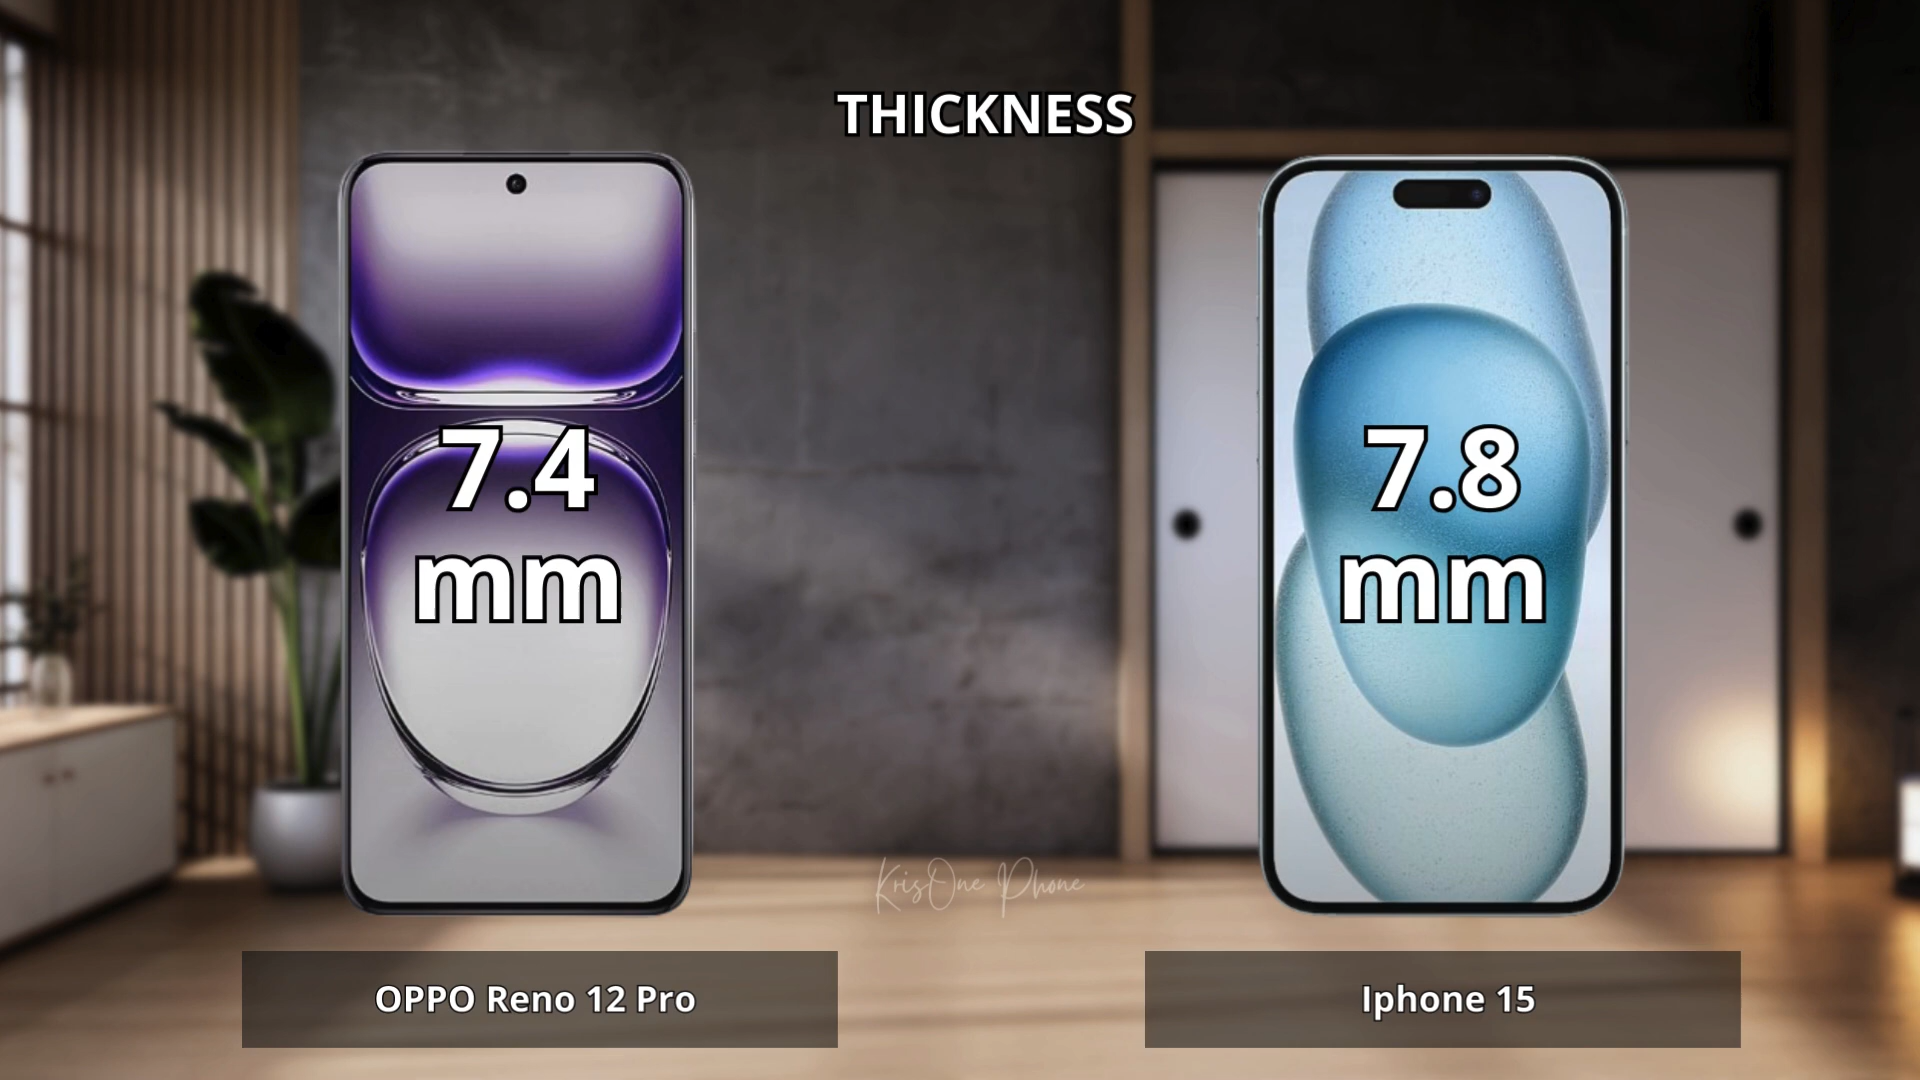 THICKNESS
7.4
mm
7.8
mm
KrisOne Phone
OPPO Reno 12 Pro
Iphone 15